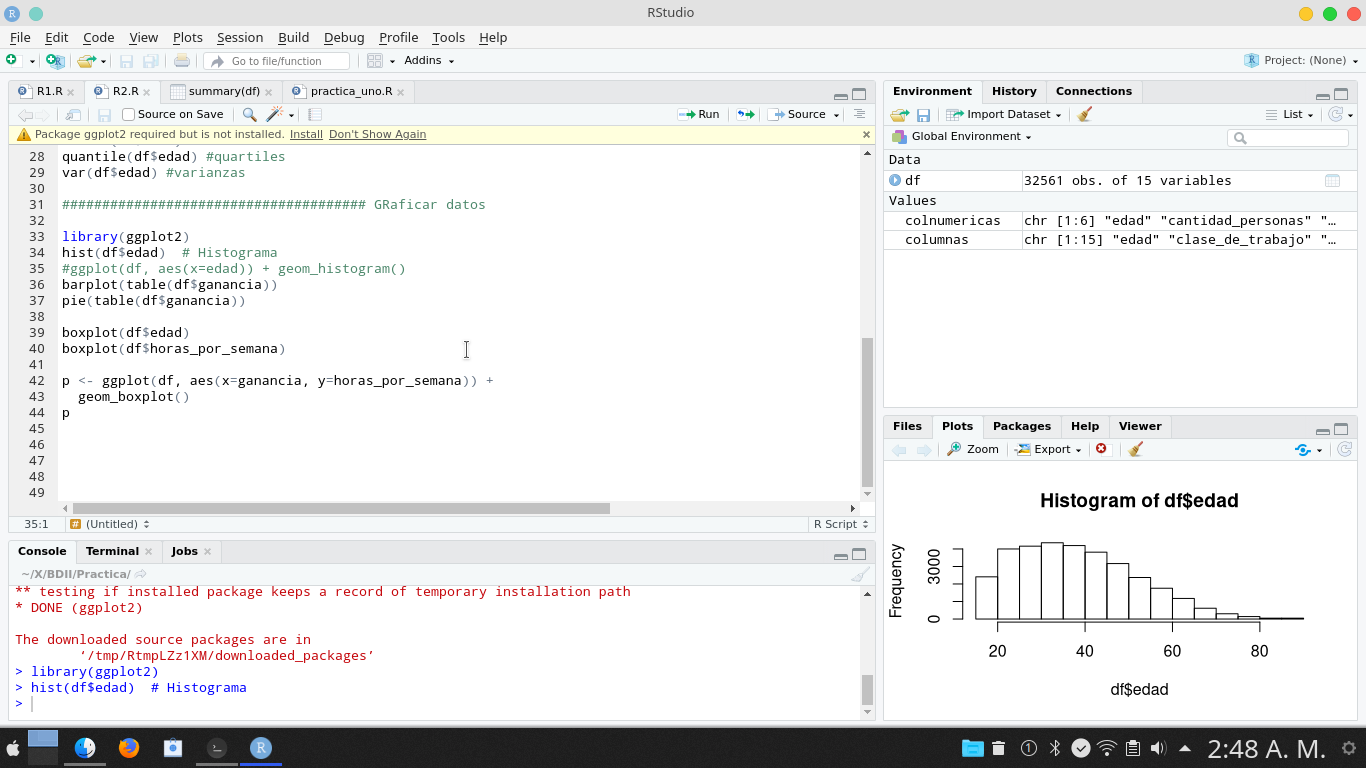 RStudio
File Edit Code View Plots Session Build Debug Profile Tools Help
Go to file/function Addins Project: (None)
R1.R R2.R summary(df) practica_uno.R
Source on Save Run Source
Package ggplot2 required but is not installed. Install Don't Show Again
28 quantile(df$edad) #quartiles
29 var(df$edad) #varianzas
30
31 ###################################### GRaficar datos
32
33 library(ggplot2)
34 hist(df$edad)  # Histograma
35 #ggplot(df, aes(x=edad)) + geom_histogram()
36 barplot(table(df$ganancia))
37 pie(table(df$ganancia))
38
39 boxplot(df$edad)
40 boxplot(df$horas_por_semana)
41
42 p <- ggplot(df, aes(x=ganancia, y=horas_por_semana)) +
43   geom_boxplot()
44 p
45
46
47
48
49
35:1 # (Untitled) R Script
Console Terminal Jobs
~/X/BDII/Practica/
** testing if installed package keeps a record of temporary installation path
* DONE (ggplot2)
The downloaded source packages are in
‘/tmp/RtmpLZz1XM/downloaded_packages’
> library(ggplot2)
> hist(df$edad)  # Histograma
>
Environment History Connections
Import Dataset List
Global Environment
Data
df 32561 obs. of 15 variables
Values
colnumericas chr [1:6] "edad" "cantidad_personas" "…
columnas chr [1:15] "edad" "clase_de_trabajo" "…
Files Plots Packages Help Viewer
Zoom Export
Histogram of df$edad
Frequency
3000
0
20 40 60 80
df$edad
R
1
2:48 A. M.